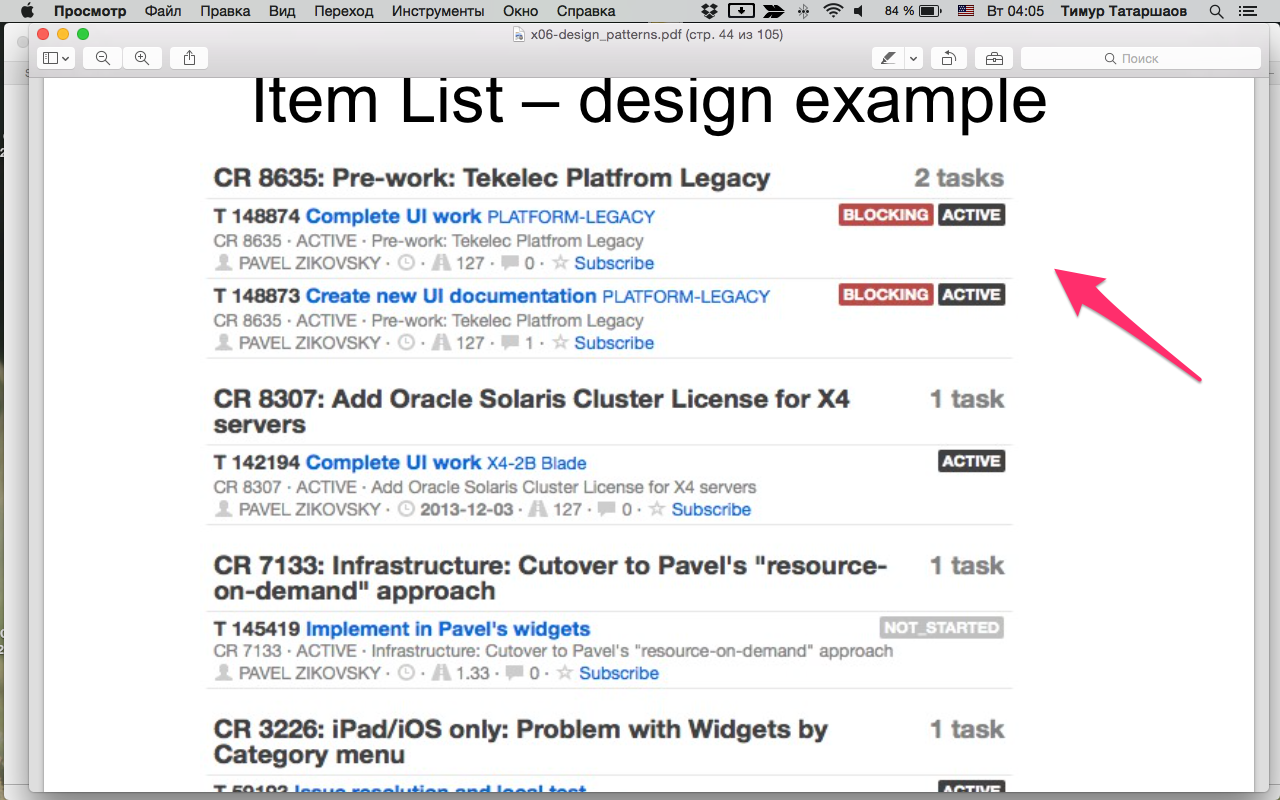 Просмотр Файл Правка Вид Переход Инструменты Окно Справка 84 % Вт 04:05 Тимур Татаршаов
x06-design_patterns.pdf (стр. 44 из 105)
Поиск
Item List – design example
CR 8635: Pre-work: Tekelec Platfrom Legacy 2 tasks
T 148874 Complete UI work PLATFORM-LEGACY BLOCKING ACTIVE
CR 8635 · ACTIVE · Pre-work: Tekelec Platfrom Legacy
PAVEL ZIKOVSKY · · 127 · 0 · Subscribe
T 148873 Create new UI documentation PLATFORM-LEGACY BLOCKING ACTIVE
CR 8635 · ACTIVE · Pre-work: Tekelec Platfrom Legacy
PAVEL ZIKOVSKY · · 127 · 1 · Subscribe
CR 8307: Add Oracle Solaris Cluster License for X4 1 task
servers
T 142194 Complete UI work X4-2B Blade ACTIVE
CR 8307 · ACTIVE · Add Oracle Solaris Cluster License for X4 servers
PAVEL ZIKOVSKY · 2013-12-03 · 127 · 0 · Subscribe
CR 7133: Infrastructure: Cutover to Pavel's "resource- 1 task
on-demand" approach
T 145419 Implement in Pavel's widgets NOT_STARTED
CR 7133 · ACTIVE · Infrastructure: Cutover to Pavel's "resource-on-demand" approach
PAVEL ZIKOVSKY · · 1.33 · 0 · Subscribe
CR 3226: iPad/iOS only: Problem with Widgets by 1 task
Category menu
T 59193 Issue resolution and local test ACTIVE